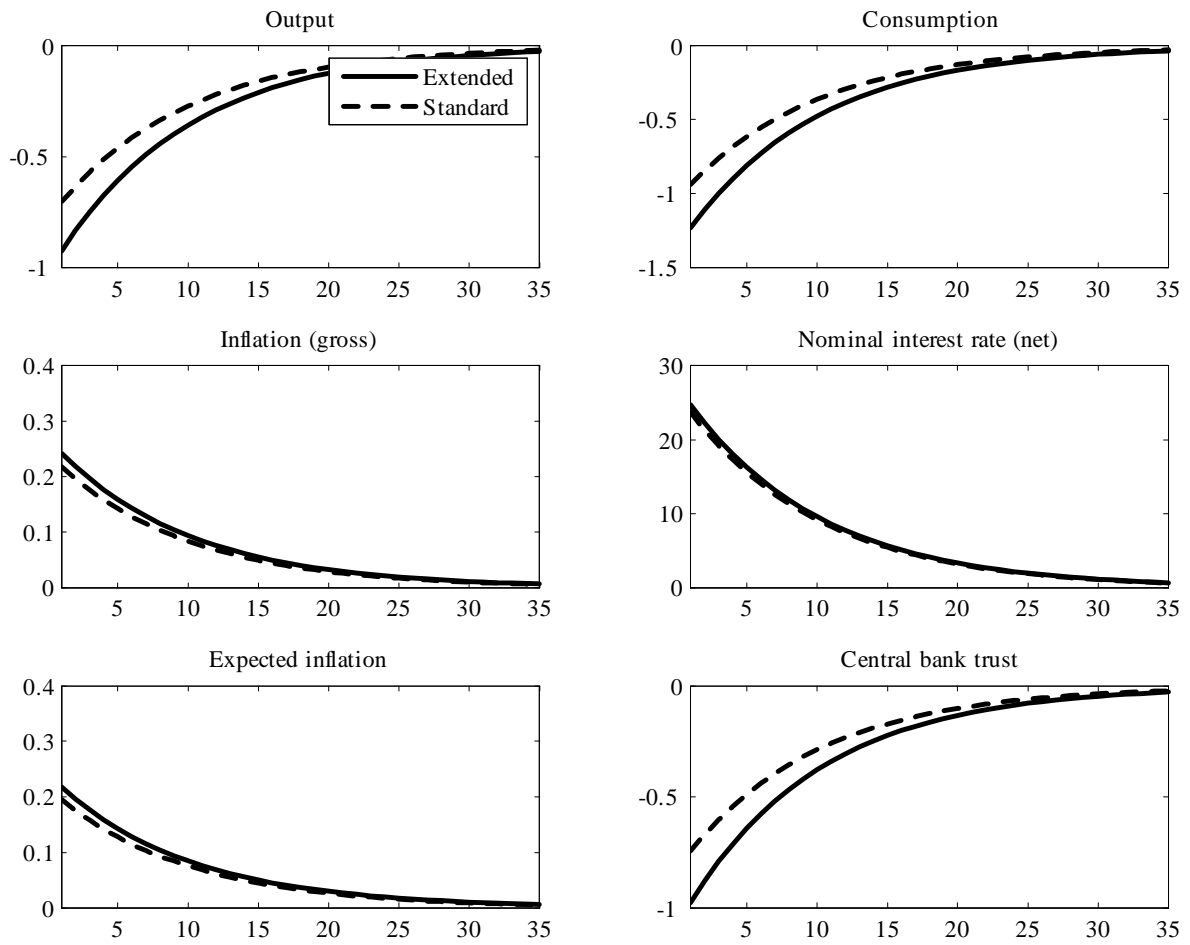 Output
0
-0.5
-1
5 10 15 20 25 30 35
Extended
Standard
Consumption
0
-0.5
-1
-1.5
5 10 15 20 25 30 35
Inflation (gross)
0.4
0.3
0.2
0.1
0
5 10 15 20 25 30 35
Nominal interest rate (net)
30
20
10
0
5 10 15 20 25 30 35
Expected inflation
0.4
0.3
0.2
0.1
0
5 10 15 20 25 30 35
Central bank trust
0
-0.5
-1
5 10 15 20 25 30 35